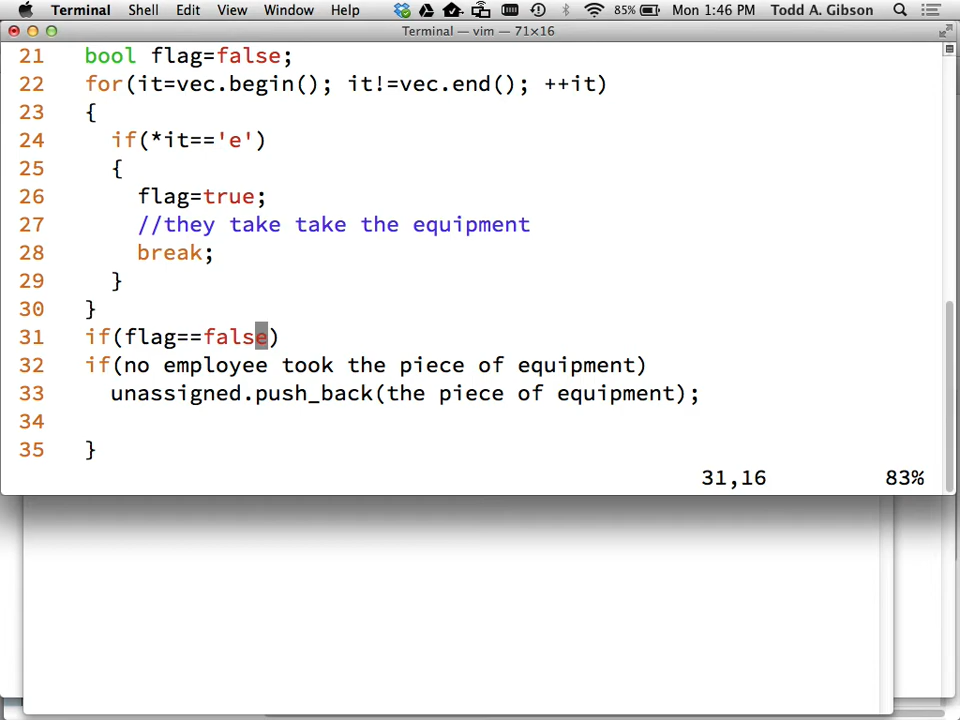 Terminal Shell Edit View Window Help 85% Mon 1:46 PM Todd A. Gibson
Terminal — vim — 71×16
21 bool flag=false;
22 for(it=vec.begin(); it!=vec.end(); ++it)
23 {
24 if(*it=='e')
25 {
26 flag=true;
27 //they take take the equipment
28 break;
29 }
30 }
31 if(flag==false)
32 if(no employee took the piece of equipment)
33 unassigned.push_back(the piece of equipment);
34
35 }
31,16 83%